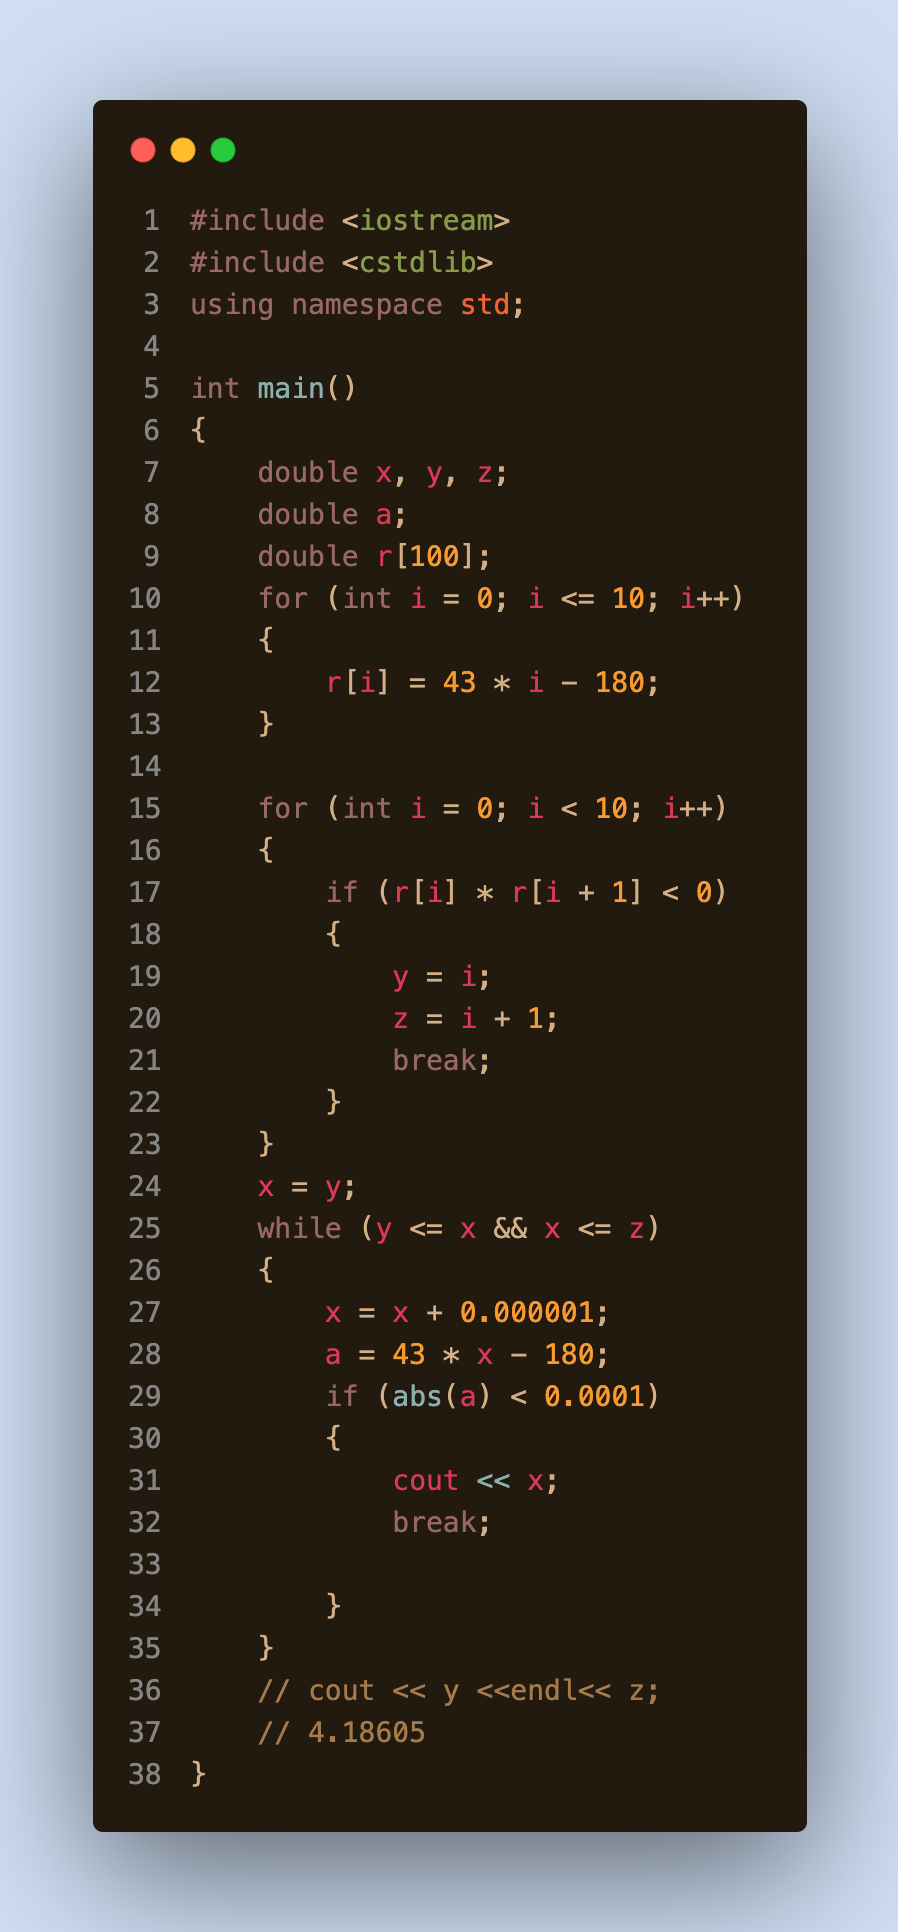 1 #include <iostream>
2 #include <cstdlib>
3 using namespace std;
4
5 int main()
6 {
7     double x, y, z;
8     double a;
9     double r[100];
10     for (int i = 0; i <= 10; i++)
11     {
12         r[i] = 43 * i - 180;
13     }
14
15     for (int i = 0; i < 10; i++)
16     {
17         if (r[i] * r[i + 1] < 0)
18         {
19             y = i;
20             z = i + 1;
21             break;
22         }
23     }
24     x = y;
25     while (y <= x && x <= z)
26     {
27         x = x + 0.000001;
28         a = 43 * x - 180;
29         if (abs(a) < 0.0001)
30         {
31             cout << x;
32             break;
33
34         }
35     }
36     // cout << y <<endl<< z;
37     // 4.18605
38 }